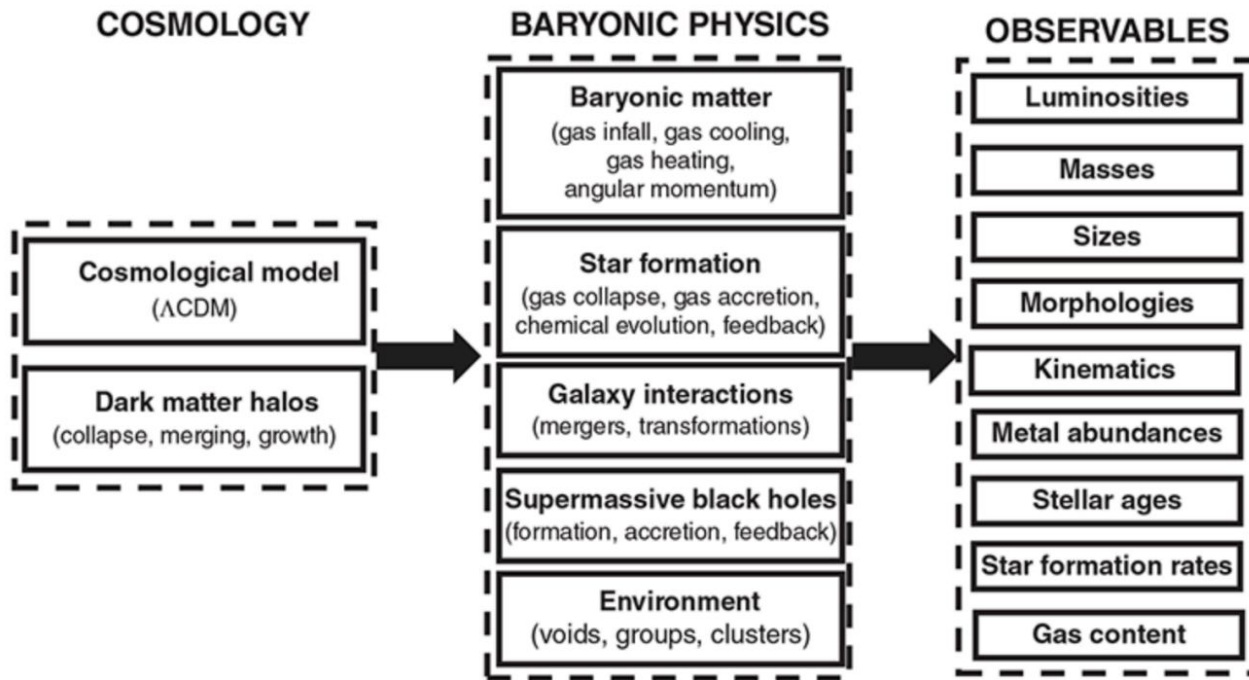 COSMOLOGY
Cosmological model
(ΛCDM)
Dark matter halos
(collapse, merging, growth)
BARYONIC PHYSICS
Baryonic matter
(gas infall, gas cooling,
gas heating,
angular momentum)
Star formation
(gas collapse, gas accretion,
chemical evolution, feedback)
Galaxy interactions
(mergers, transformations)
Supermassive black holes
(formation, accretion, feedback)
Environment
(voids, groups, clusters)
OBSERVABLES
Luminosities
Masses
Sizes
Morphologies
Kinematics
Metal abundances
Stellar ages
Star formation rates
Gas content